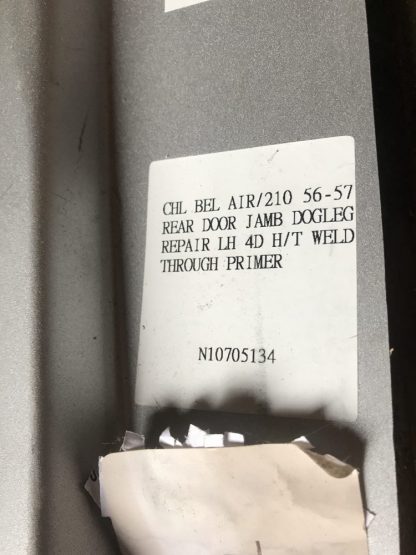 CHL BEL AIR/210 56-57
REAR DOOR JAMB DOGLEG
REPAIR LH 4D H/T WELD
THROUGH PRIMER
N10705134